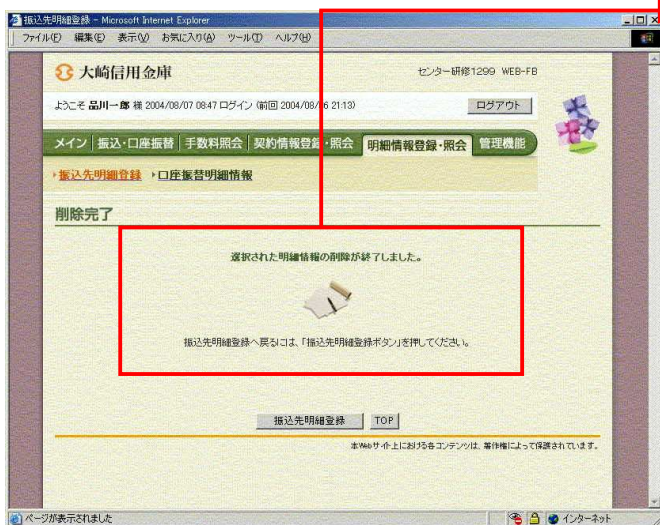 振込先明細登録 - Microsoft Internet Explorer
ファイル(F) 編集(E) 表示(V) お気に入り(A) ツール(T) ヘルプ(H)
大崎信用金庫
センター研修1299 WEB-FB
ようこそ 品川一郎 様 2004/08/07 08:47 ログイン (前回 2004/08/ 6 21:13)
ログアウト
メイン 振込・口座振替 手数料照会 契約情報登録・照会 明細情報登録・照会 管理機能
振込先明細登録 口座振替明細情報
削除完了
選択された明細情報の削除が終了しました。
振込先明細登録へ戻るには、「振込先明細登録ボタン」を押してください。
振込先明細登録 TOP
本Webサイト上における各コンテンツは、著作権によって保護されています。
ページが表示されました
インターネット